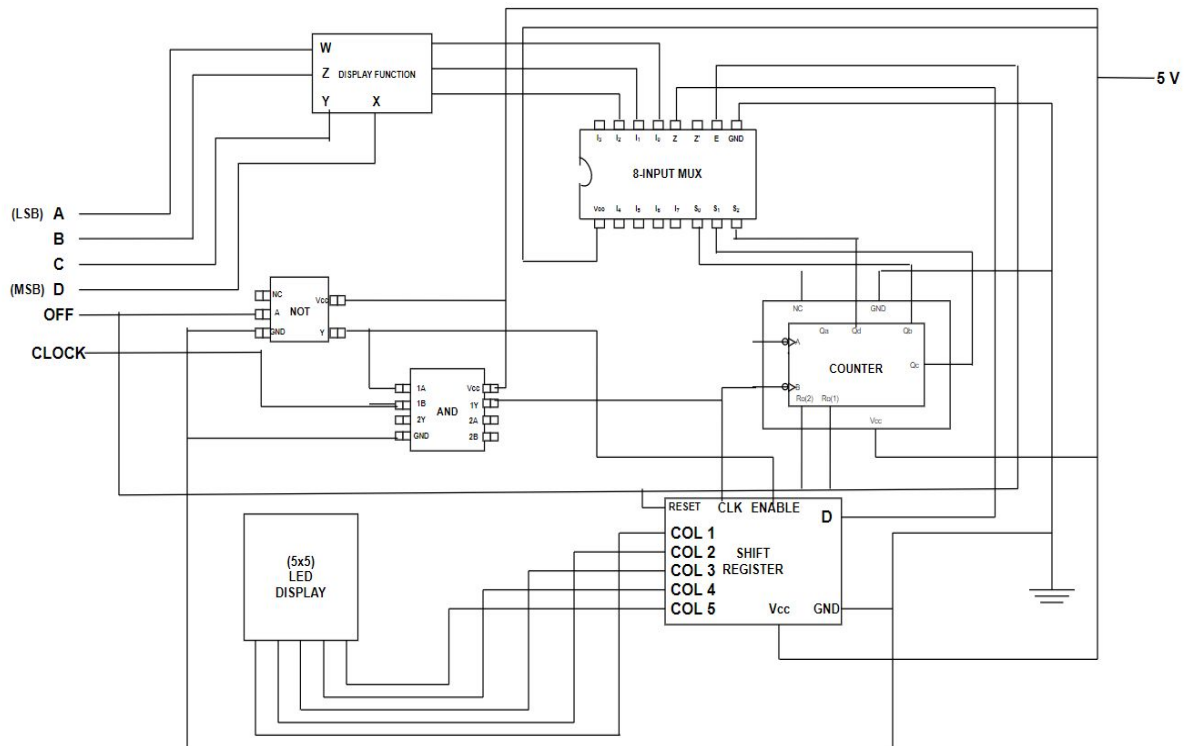 W
Z DISPLAY FUNCTION
Y X
5 V
I₃ I₂ I₁ I₀ Z Z' E GND
8-INPUT MUX
Vcc I₄ I₅ I₆ I₇ S₀ S₁ S₂
(LSB) A
B
C
(MSB) D
OFF
CLOCK
NC
Vcc
NOT
A
GND Y
1A Vcc
1B 1Y
AND
2Y 2A
GND 2B
NC GND
Qa Qd Qb
A
COUNTER
Qc
B
Ro(2) Ro(1)
Vcc
RESET CLK ENABLE
D
COL 1
COL 2 SHIFT
COL 3 REGISTER
COL 4
COL 5 Vcc GND
(5x5)
LED
DISPLAY